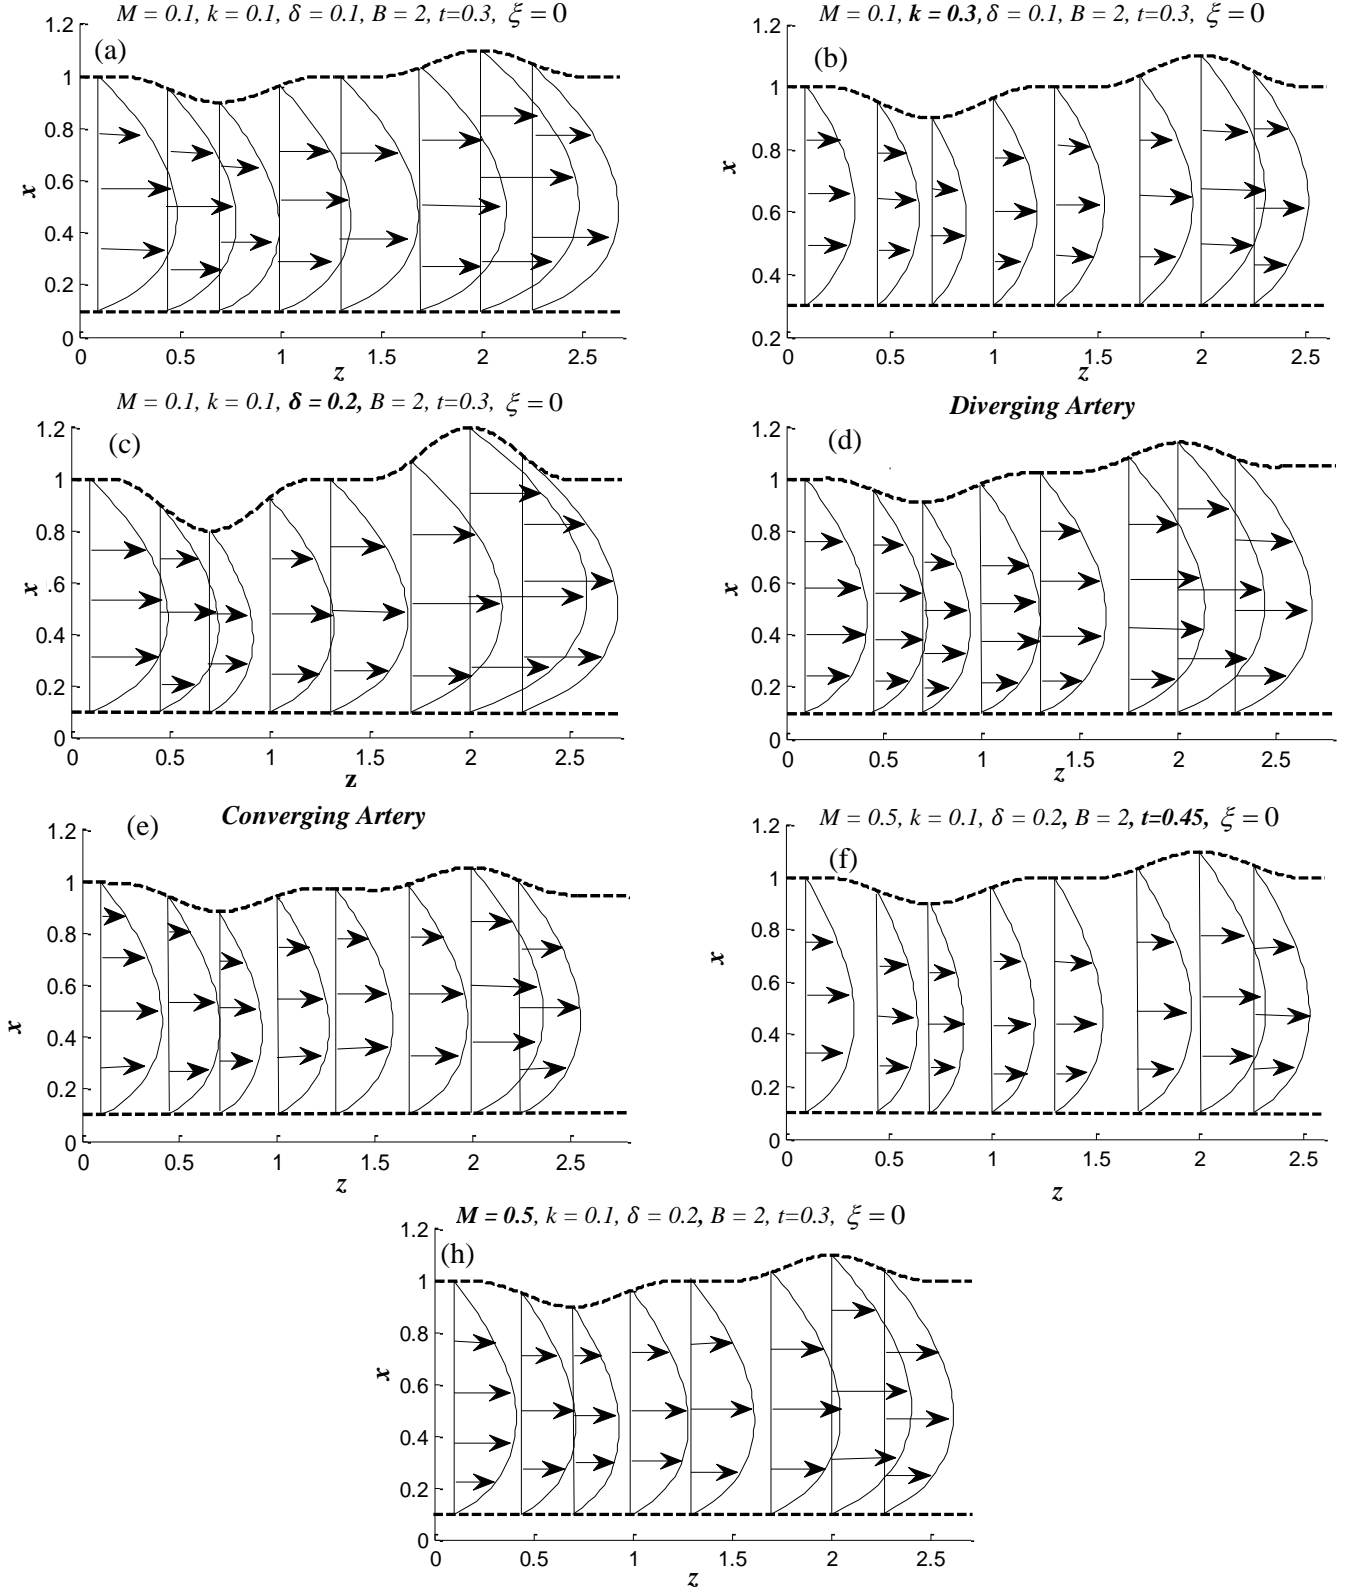 M = 0.1, k = 0.1, δ = 0.1, B = 2, t=0.3, ξ = 0
(a)
1.2
1
0.8
0.6
0.4
0.2
0
x
0 0.5 1 1.5 2 2.5
z
M = 0.1, k = 0.3, δ = 0.1, B = 2, t=0.3, ξ = 0
(b)
1.2
1
0.8
0.6
0.4
0.2
x
0 0.5 1 1.5 2 2.5
z
M = 0.1, k = 0.1, δ = 0.2, B = 2, t=0.3, ξ = 0
(c)
1.2
1
0.8
.6
0.4
0.2
0
x
0 0.5 1 1.5 2 2.5
z
Diverging Artery
(d)
1.2
1
0.8
0.6
0.4
0.2
0
x
0 0.5 1 1.5 2 2.5
z
Converging Artery
(e)
1.2
1
0.8
0.6
0.4
0.2
0
x
0 0.5 1 1.5 2 2.5
z
M = 0.5, k = 0.1, δ = 0.2, B = 2, t=0.45, ξ = 0
(f)
1.2
1
0.8
0.6
0.4
0.2
0
x
0 0.5 1 1.5 2 2.5
z
M = 0.5, k = 0.1, δ = 0.2, B = 2, t=0.3, ξ = 0
(h)
1.2
1
0.8
0.6
0.4
0.2
0
x
0 0.5 1 1.5 2 2.5
z